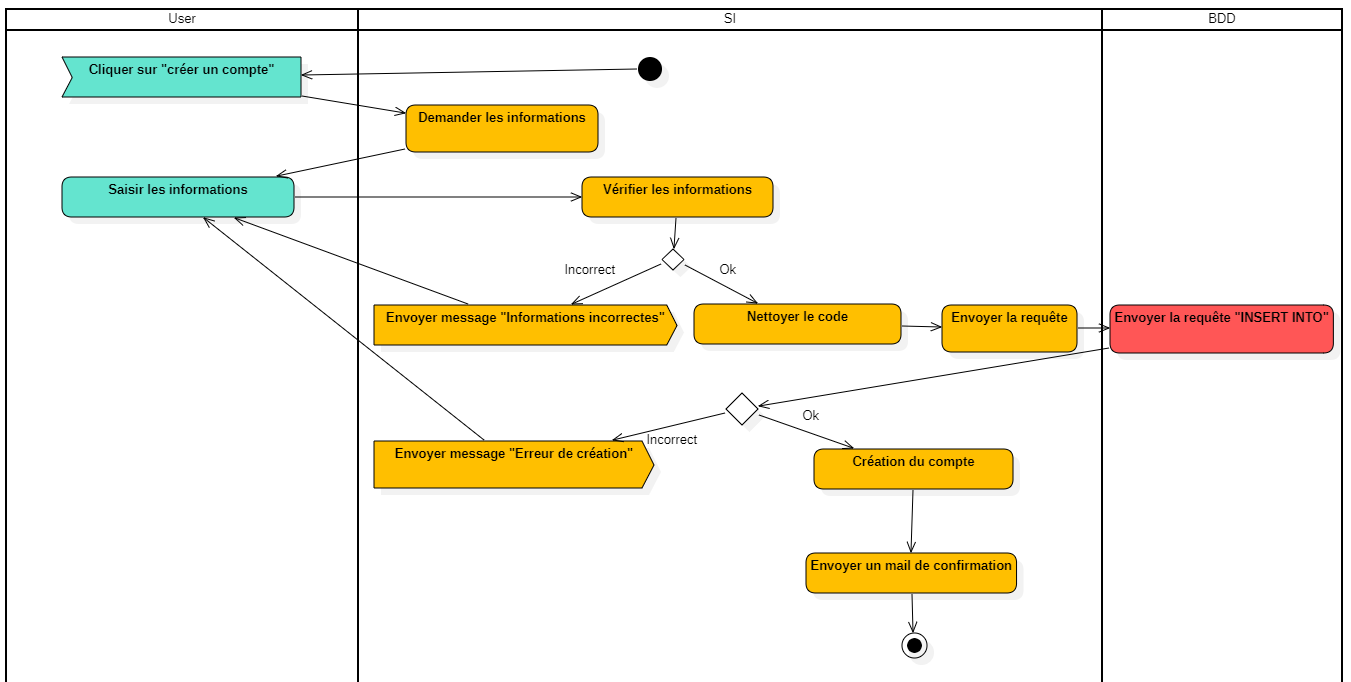 User
SI
BDD
Cliquer sur "créer un compte"
Demander les informations
Saisir les informations
Vérifier les informations
Incorrect
Ok
Envoyer message "Informations incorrectes"
Nettoyer le code
Envoyer la requête
Envoyer la requête "INSERT INTO"
Ok
Incorrect
Envoyer message "Erreur de création"
Création du compte
Envoyer un mail de confirmation